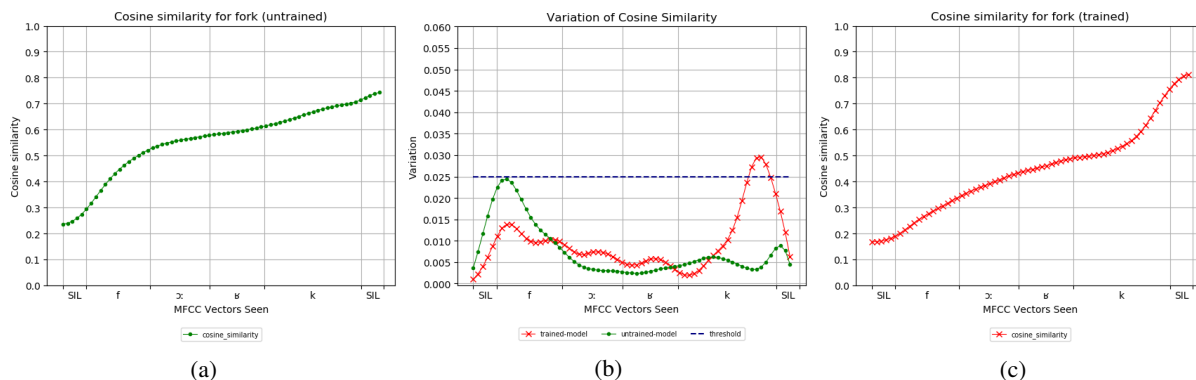 Cosine similarity for fork (untrained)
1.0
0.9
0.8
0.7
0.6
0.5
0.4
0.3
0.2
0.1
0.0
Cosine similarity
SIL f ɔ: ʁ k SIL
MFCC Vectors Seen
cosine_similarity
(a)
Variation of Cosine Similarity
0.060
0.055
0.050
0.045
0.040
0.035
0.030
0.025
0.020
0.015
0.010
0.005
0.000
Variation
SIL f ɔ: ʁ k SIL
MFCC Vectors Seen
trained-model untrained-model threshold
(b)
Cosine similarity for fork (trained)
1.0
0.9
0.8
0.7
0.6
0.5
0.4
0.3
0.2
0.1
0.0
Cosine similarity
SIL f ɔ: ʁ k SIL
MFCC Vectors Seen
cosine_similarity
(c)